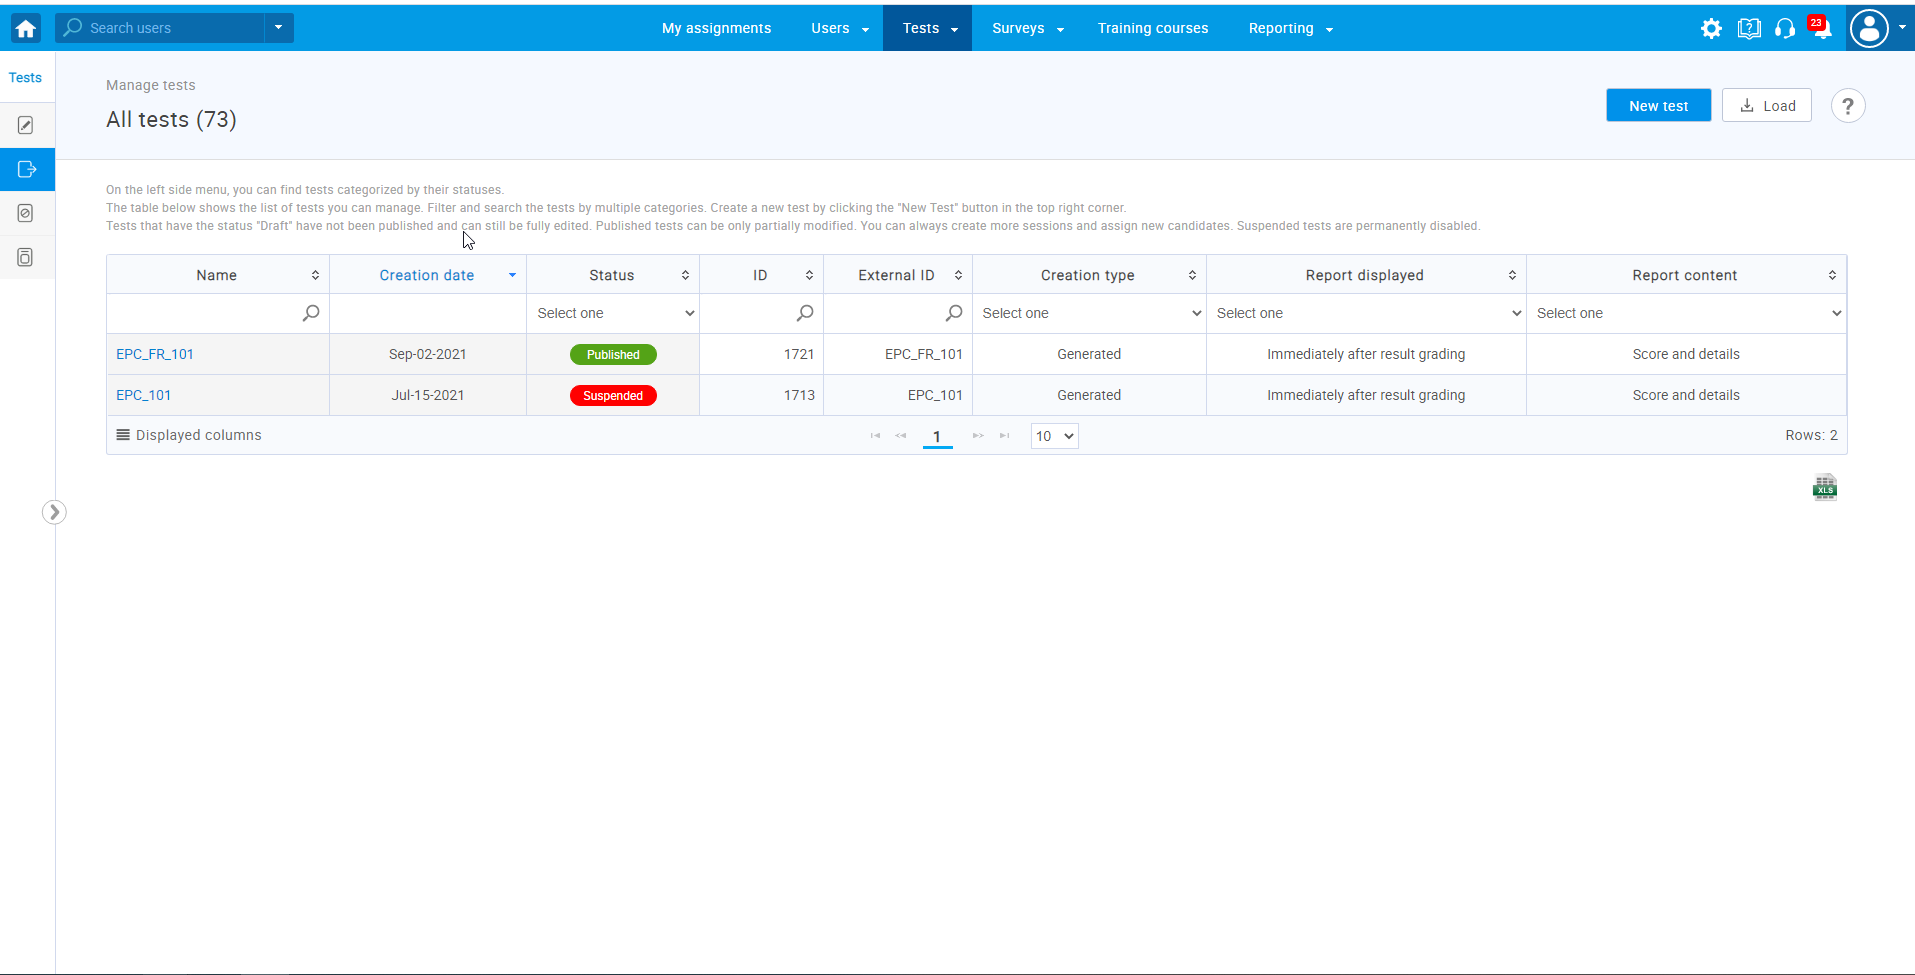 Search users
My assignments Users Tests Surveys Training courses Reporting
23
Tests
Manage tests
All tests (73)
New test
Load
?
On the left side menu, you can find tests categorized by their statuses.
The table below shows the list of tests you can manage. Filter and search the tests by multiple categories. Create a new test by clicking the "New Test" button in the top right corner.
Tests that have the status "Draft" have not been published and can still be fully edited. Published tests can be only partially modified. You can always create more sessions and assign new candidates. Suspended tests are permanently disabled.
Name Creation date Status ID External ID Creation type Report displayed Report content
Select one Select one Select one Select one
EPC_FR_101 Sep-02-2021 Published 1721 EPC_FR_101 Generated Immediately after result grading Score and details
EPC_101 Jul-15-2021 Suspended 1713 EPC_101 Generated Immediately after result grading Score and details
Displayed columns 1 10 Rows: 2
XLS